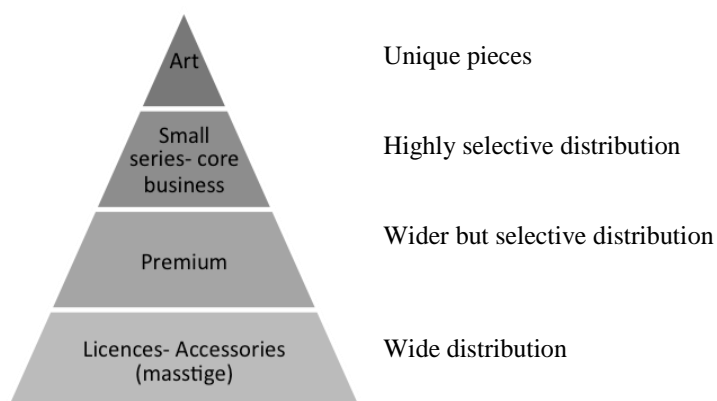 Art
Unique pieces
Small
series- core
business
Highly selective distribution
Premium
Wider but selective distribution
Licences- Accessories
(masstige)
Wide distribution